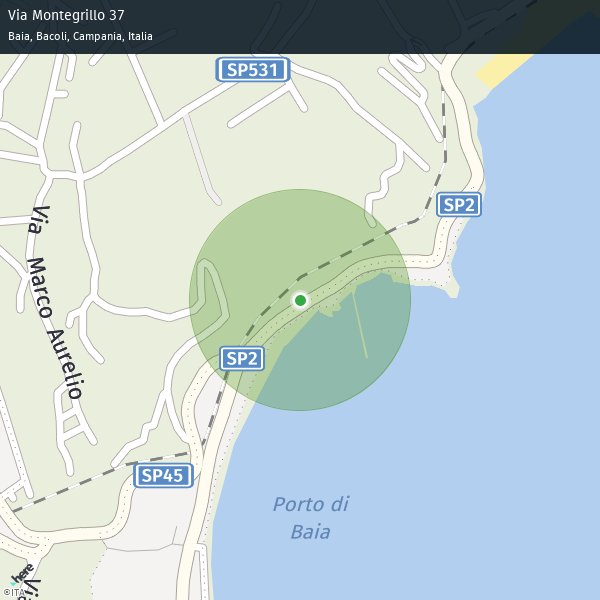 Via Montegrillo 37
Baia, Bacoli, Campania, Italia
SP531
SP2
Via Marco Aurelio
SP2
SP45
Porto di
Baia
here
©ITA